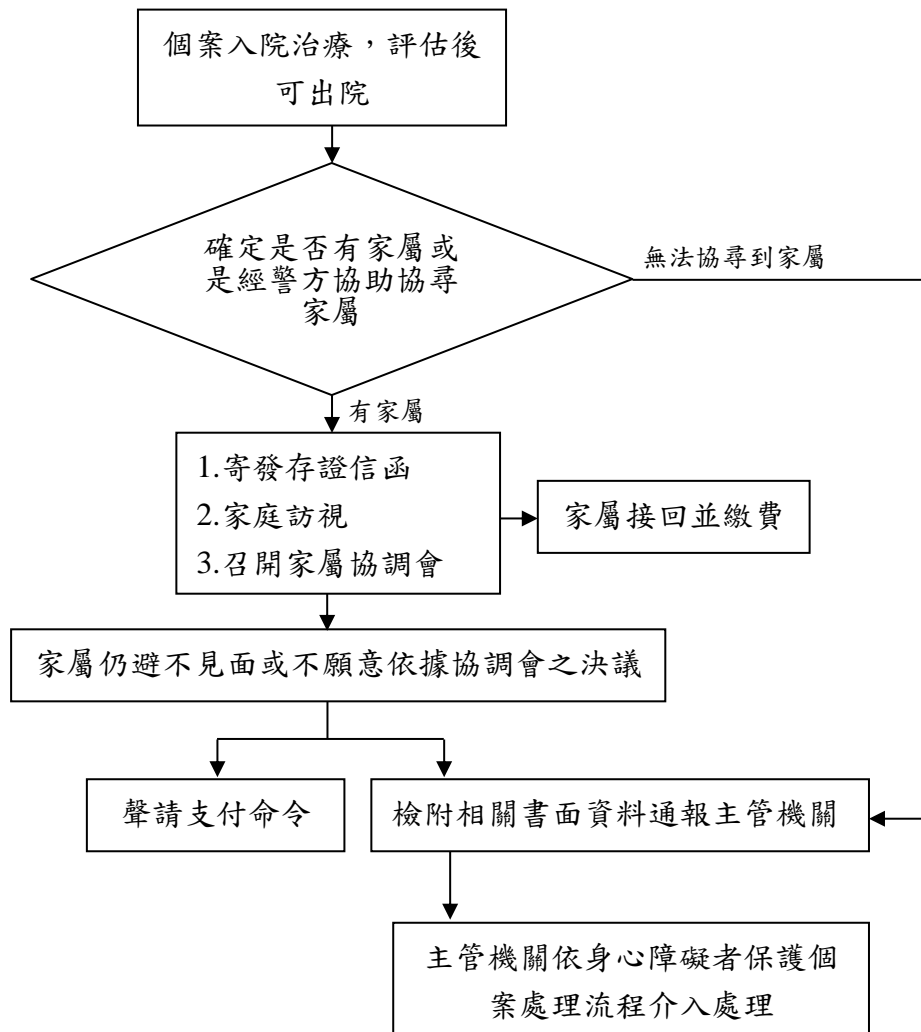 個案入院治療，評估後
可出院
確定是否有家屬或
是經警方協助協尋
家屬
無法協尋到家屬
有家屬
1.寄發存證信函
2.家庭訪視
3.召開家屬協調會
家屬接回並繳費
家屬仍避不見面或不願意依據協調會之決議
聲請支付命令
檢附相關書面資料通報主管機關
主管機關依身心障礙者保護個
案處理流程介入處理